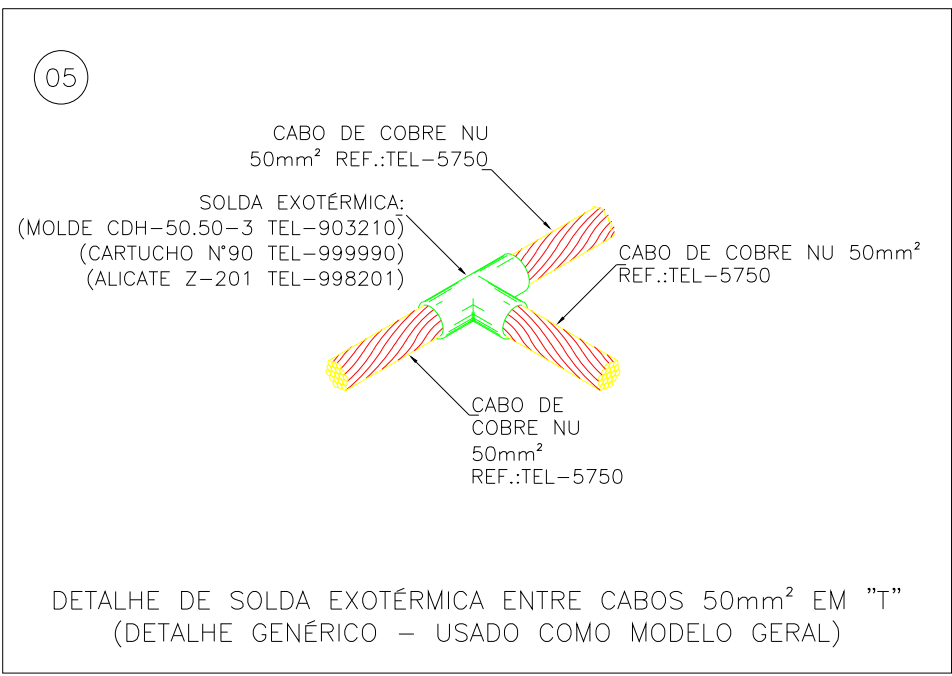 05
CABO DE COBRE NU
50mm² REF.:TEL-5750
SOLDA EXOTÉRMICA:
(MOLDE CDH-50.50-3 TEL-903210)
(CARTUCHO N°90 TEL-999990)
(ALICATE Z-201 TEL-998201)
CABO DE COBRE NU 50mm²
REF.:TEL-5750
CABO DE
COBRE NU
50mm²
REF.:TEL-5750
DETALHE DE SOLDA EXOTÉRMICA ENTRE CABOS 50mm² EM "T"
(DETALHE GENÉRICO - USADO COMO MODELO GERAL)